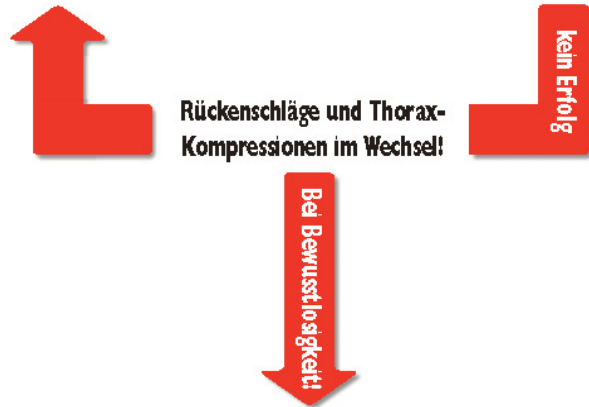 kein Erfolg
Rückenschläge und Thorax-
Kompressionen im Wechsel!
Bei Bewusstlosigkeit!